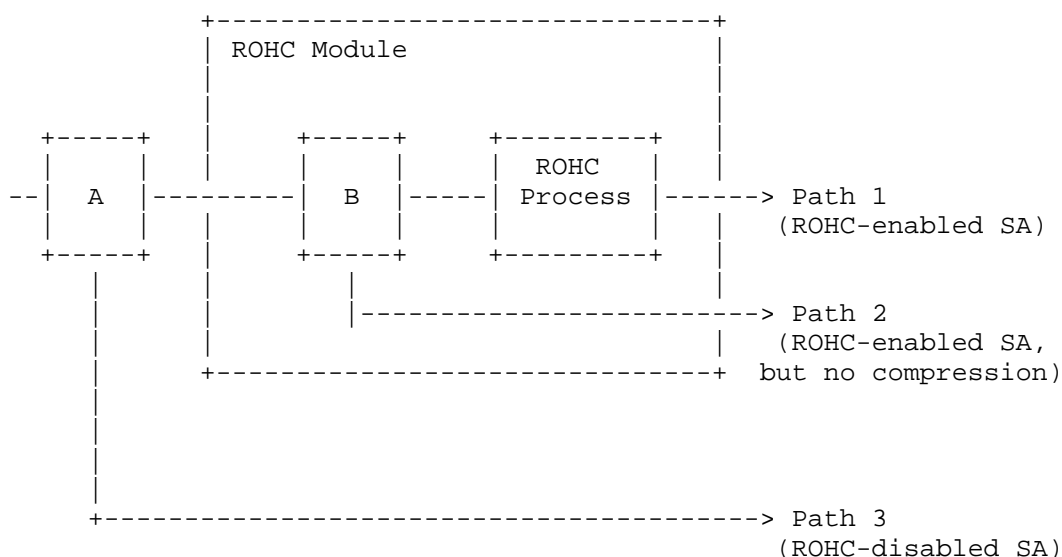 ROHC Module
ROHC
A B Process Path 1
(ROHC-enabled SA)
Path 2
(ROHC-enabled SA,
but no compression)
Path 3
(ROHC-disabled SA)